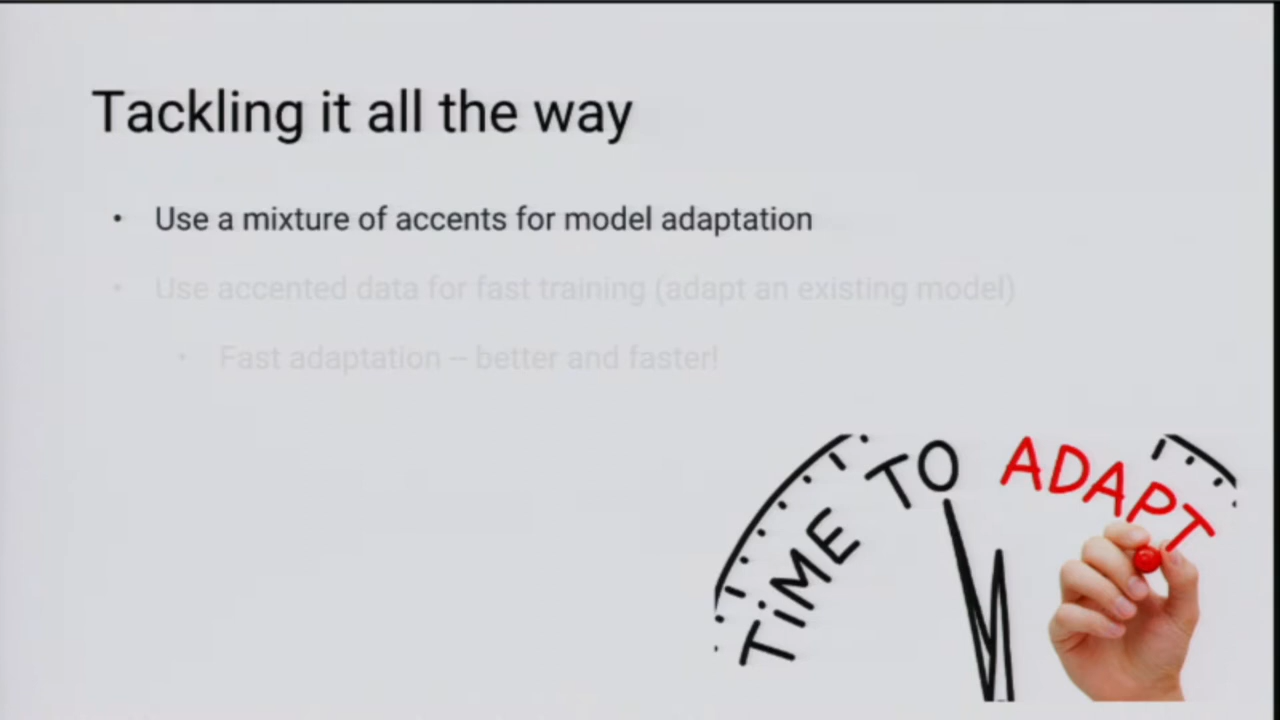 Tackling it all the way
• Use a mixture of accents for model adaptation
• Use accented data for fast training (adapt an existing model)
• Fast adaptation – better and faster!
TiME TO ADAPT